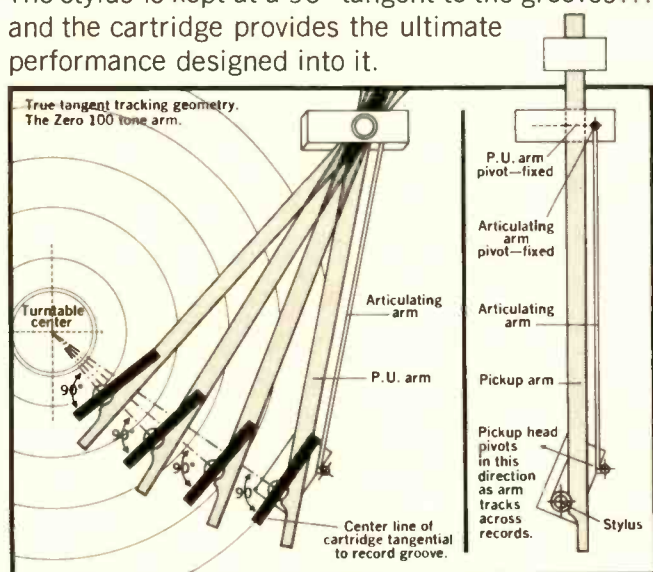 and the cartridge provides the ultimate
performance designed into it.
True tangent tracking geometry.
The Zero 100 tone arm.
Turntable
center
90°
90°
90°
90°
Articulating
arm
P.U. arm
Center line of
cartridge tangential
to record groove.
P.U. arm
pivot—fixed
Articulating
arm
pivot—fixed
Articulating
arm
Pickup arm
Pickup head
pivots
in this
direction
as arm
tracks
across
records.
Stylus